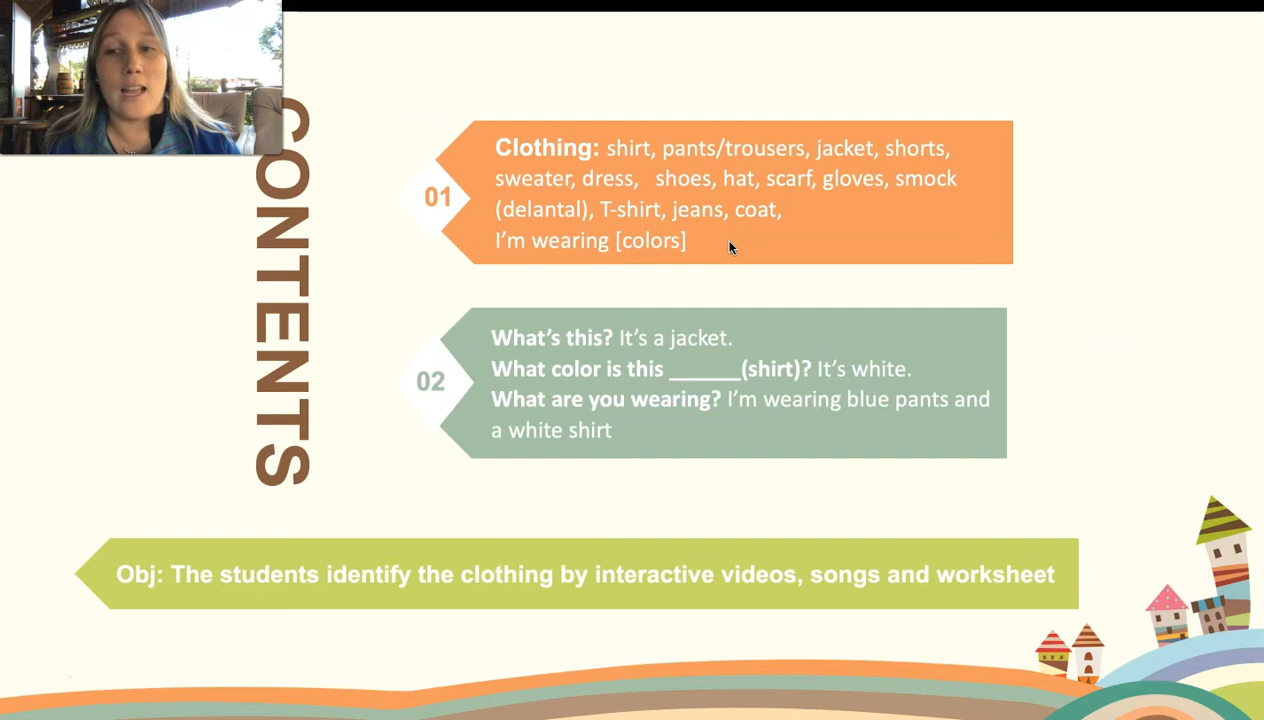 CONTENTS
01
Clothing: shirt, pants/trousers, jacket, shorts,
sweater, dress, shoes, hat, scarf, gloves, smock
(delantal), T-shirt, jeans, coat,
I'm wearing [colors]
02
What's this? It's a jacket.
What color is this ______(shirt)? It's white.
What are you wearing? I'm wearing blue pants and
a white shirt
Obj: The students identify the clothing by interactive videos, songs and worksheet